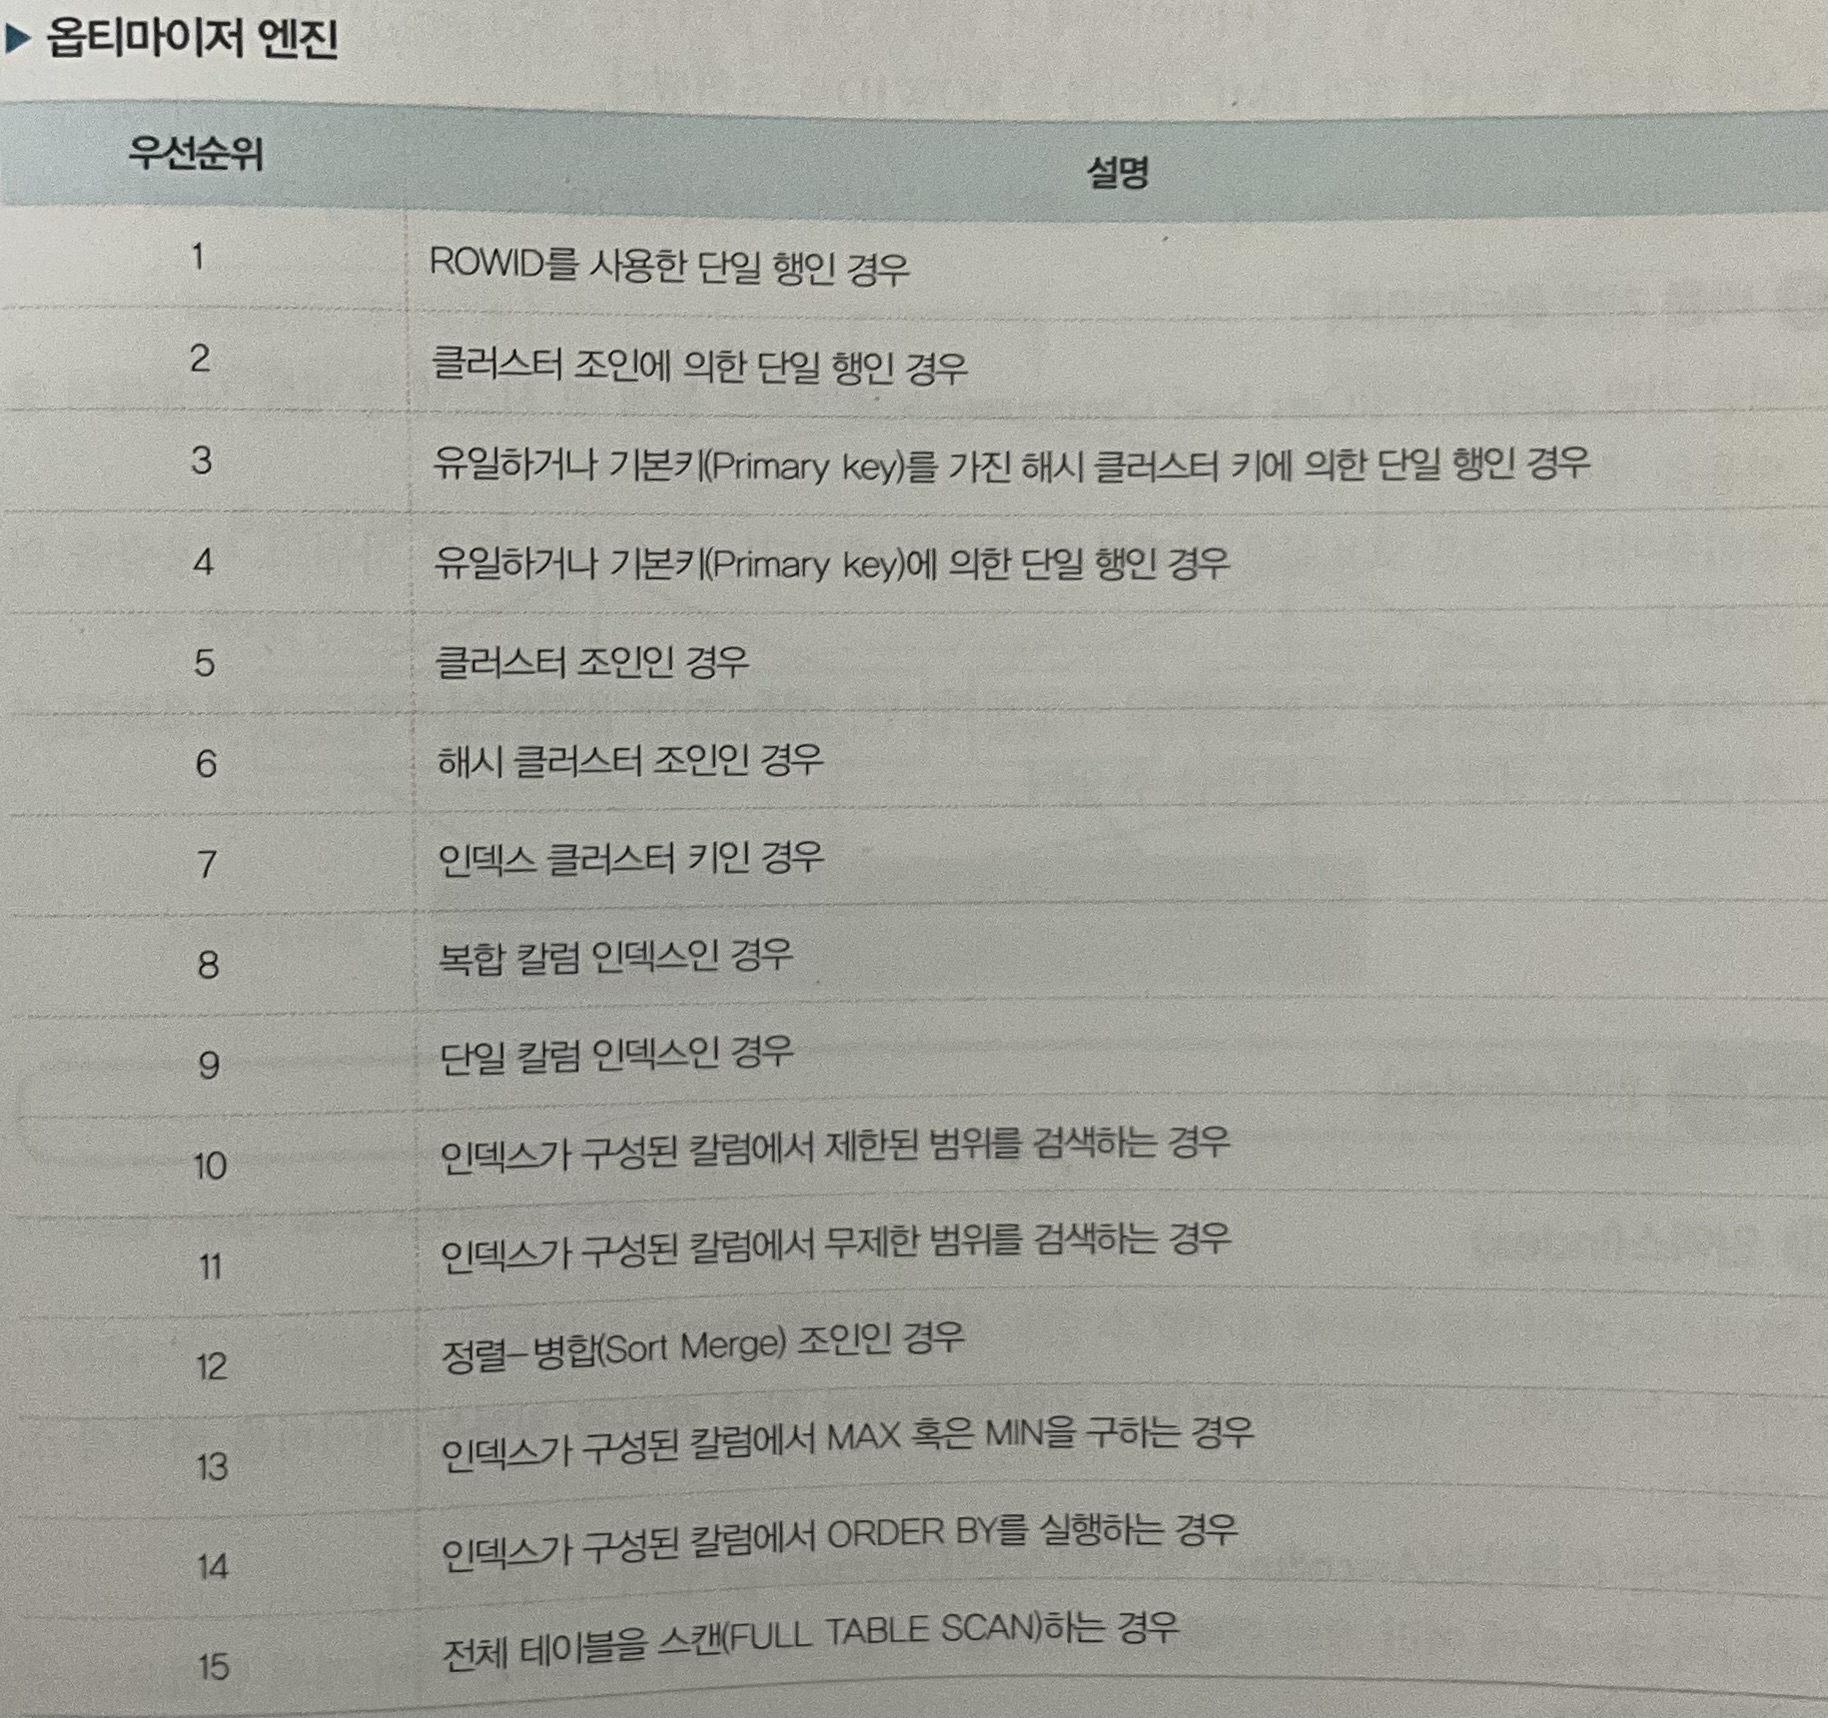 ▶ 옵티마이저 엔진
우선순위 설명
1 ROWID를 사용한 단일 행인 경우
2 클러스터 조인에 의한 단일 행인 경우
3 유일하거나 기본키(Primary key)를 가진 해시 클러스터 키에 의한 단일 행인 경우
4 유일하거나 기본키(Primary key)에 의한 단일 행인 경우
5 클러스터 조인인 경우
6 해시 클러스터 조인인 경우
7 인덱스 클러스터 키인 경우
8 복합 칼럼 인덱스인 경우
9 단일 칼럼 인덱스인 경우
10 인덱스가 구성된 칼럼에서 제한된 범위를 검색하는 경우
11 인덱스가 구성된 칼럼에서 무제한 범위를 검색하는 경우
12 정렬-병합(Sort Merge) 조인인 경우
13 인덱스가 구성된 칼럼에서 MAX 혹은 MIN을 구하는 경우
14 인덱스가 구성된 칼럼에서 ORDER BY를 실행하는 경우
15 전체 테이블을 스캔(FULL TABLE SCAN)하는 경우